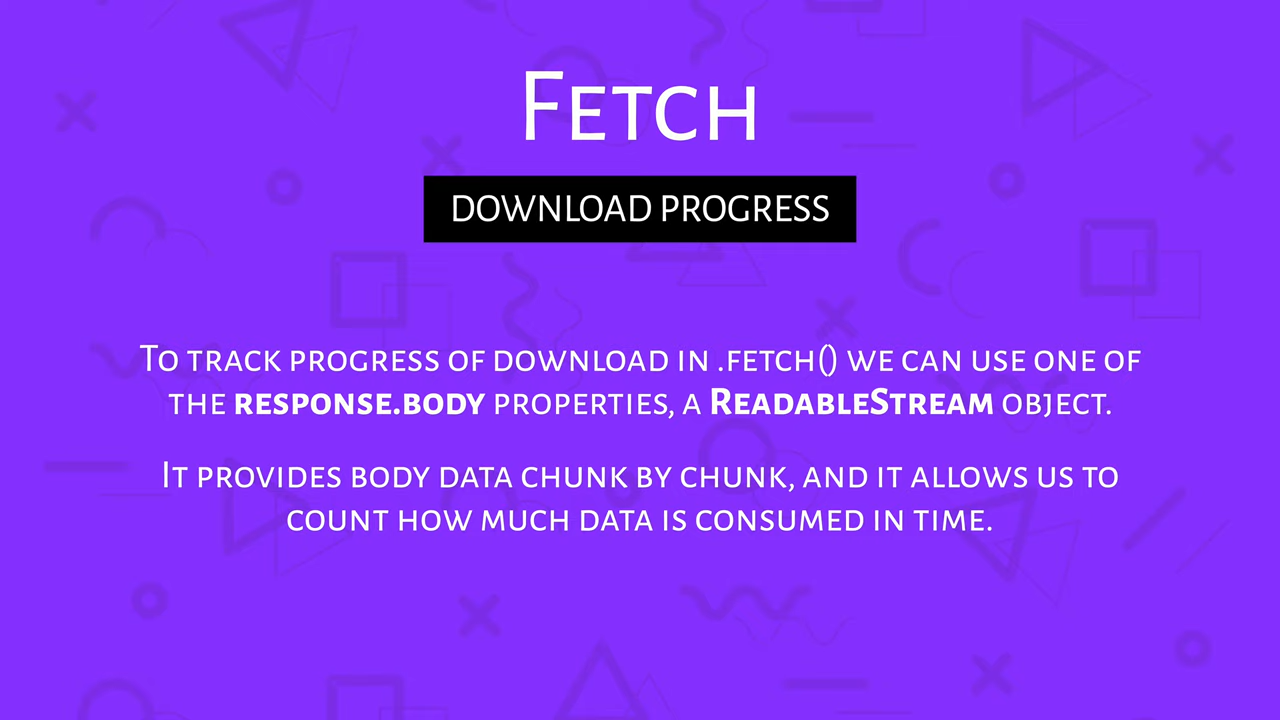 Fetch
DOWNLOAD PROGRESS
To track progress of download in .fetch() we can use one of
the response.body properties, a ReadableStream object.
It provides body data chunk by chunk, and it allows us to
count how much data is consumed in time.